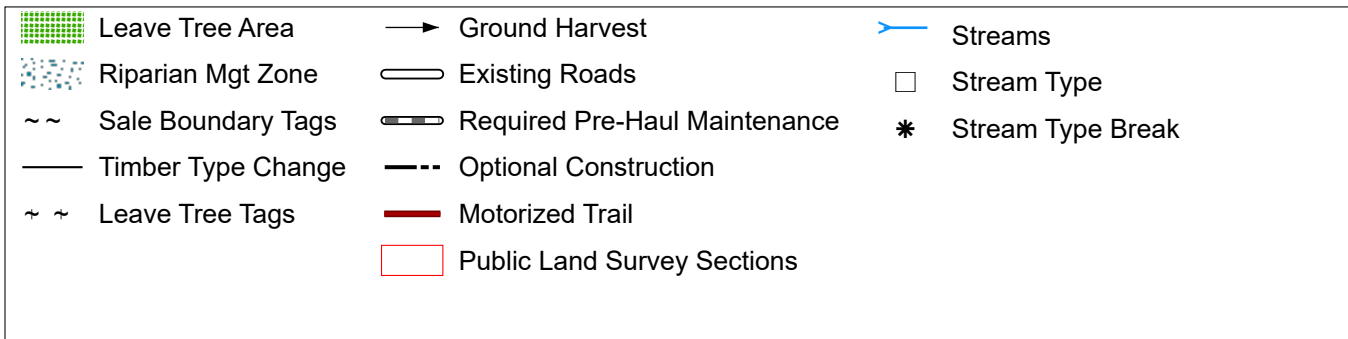 Leave Tree Area
Riparian Mgt Zone
Sale Boundary Tags
Timber Type Change
Leave Tree Tags
Ground Harvest
Existing Roads
Required Pre-Haul Maintenance
Optional Construction
Motorized Trail
Public Land Survey Sections
Streams
Stream Type
Stream Type Break